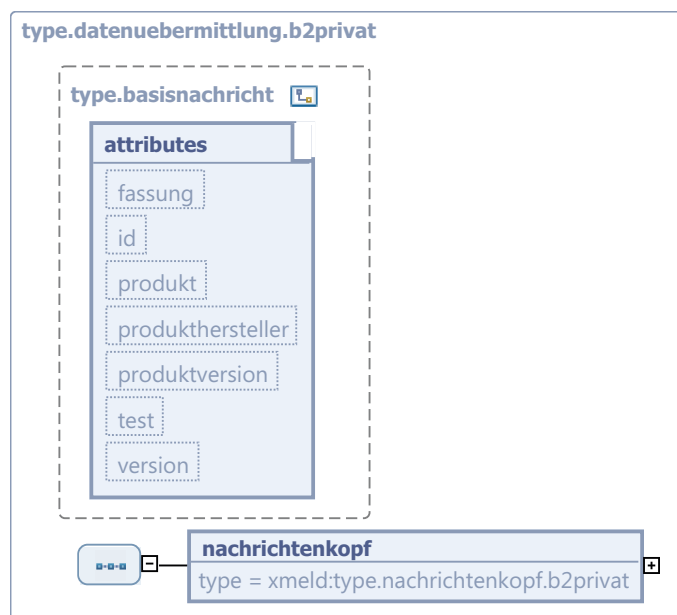 type.datenuebermittlung.b2privat
type.basisnachricht
attributes
fassung
id
produkt
produkthersteller
produktversion
test
version
nachrichtenkopf
type = xmeld:type.nachrichtenkopf.b2privat